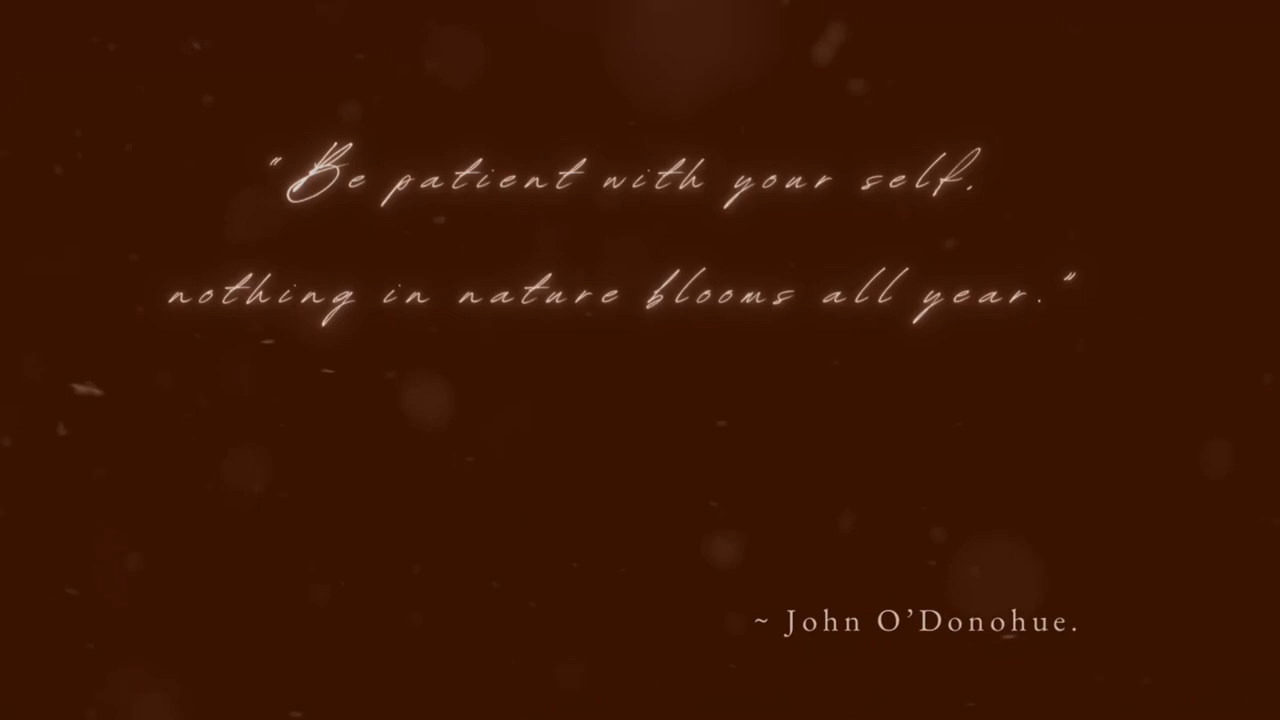 "Be patient with your self.
nothing in nature blooms all year."
~ John O’Donohue.